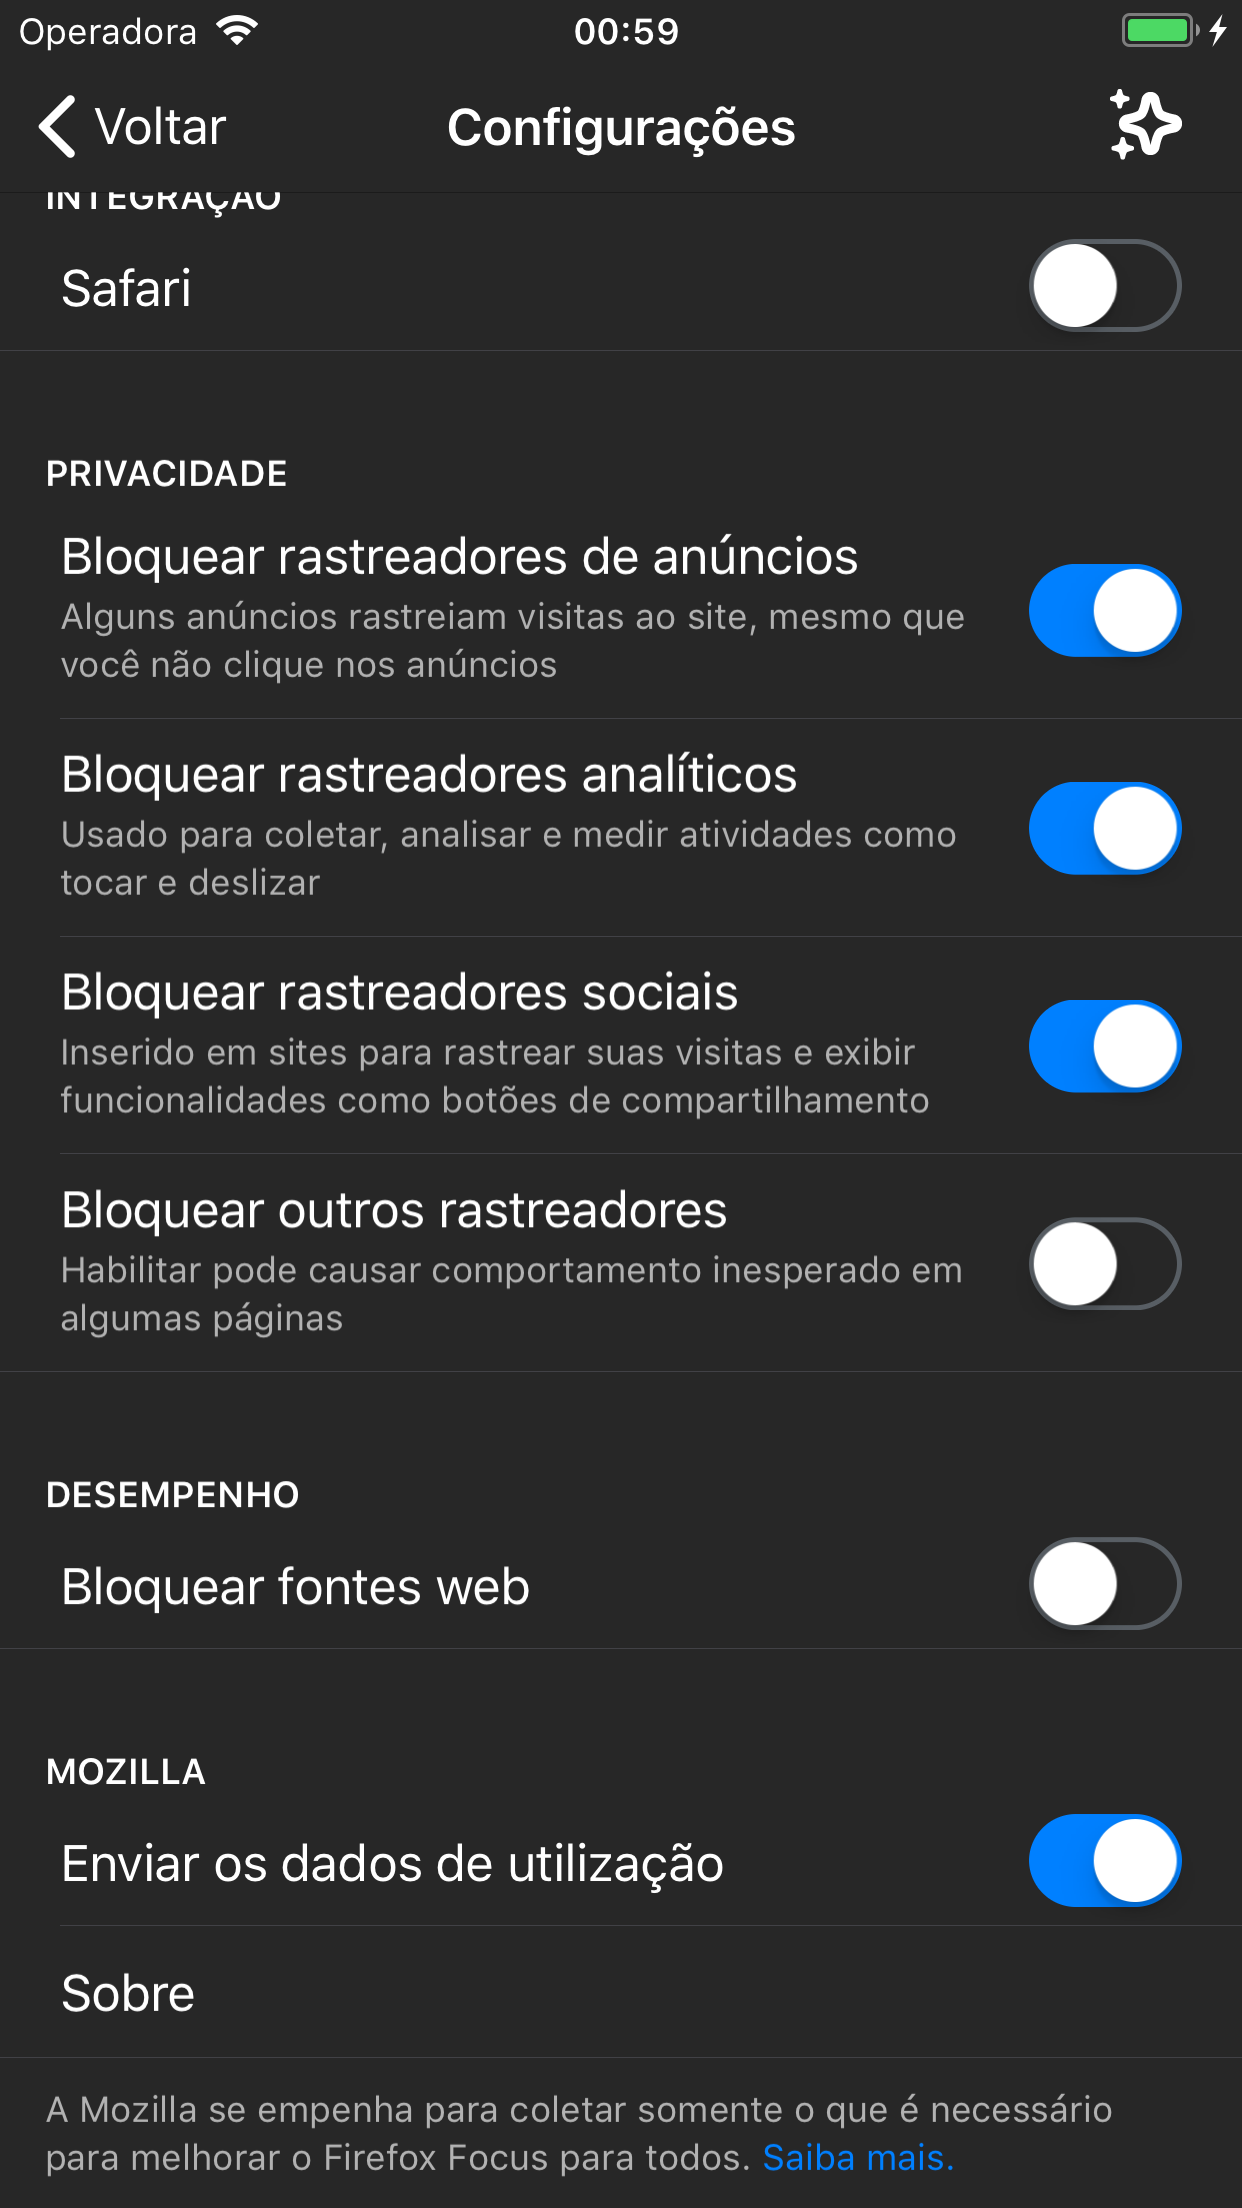 Operadora
00:59
Voltar
Configurações
INTEGRAÇÃO
Safari
PRIVACIDADE
Bloquear rastreadores de anúncios
Alguns anúncios rastreiam visitas ao site, mesmo que
você não clique nos anúncios
Bloquear rastreadores analíticos
Usado para coletar, analisar e medir atividades como
tocar e deslizar
Bloquear rastreadores sociais
Inserido em sites para rastrear suas visitas e exibir
funcionalidades como botões de compartilhamento
Bloquear outros rastreadores
Habilitar pode causar comportamento inesperado em
algumas páginas
DESEMPENHO
Bloquear fontes web
MOZILLA
Enviar os dados de utilização
Sobre
A Mozilla se empenha para coletar somente o que é necessário
para melhorar o Firefox Focus para todos. Saiba mais.